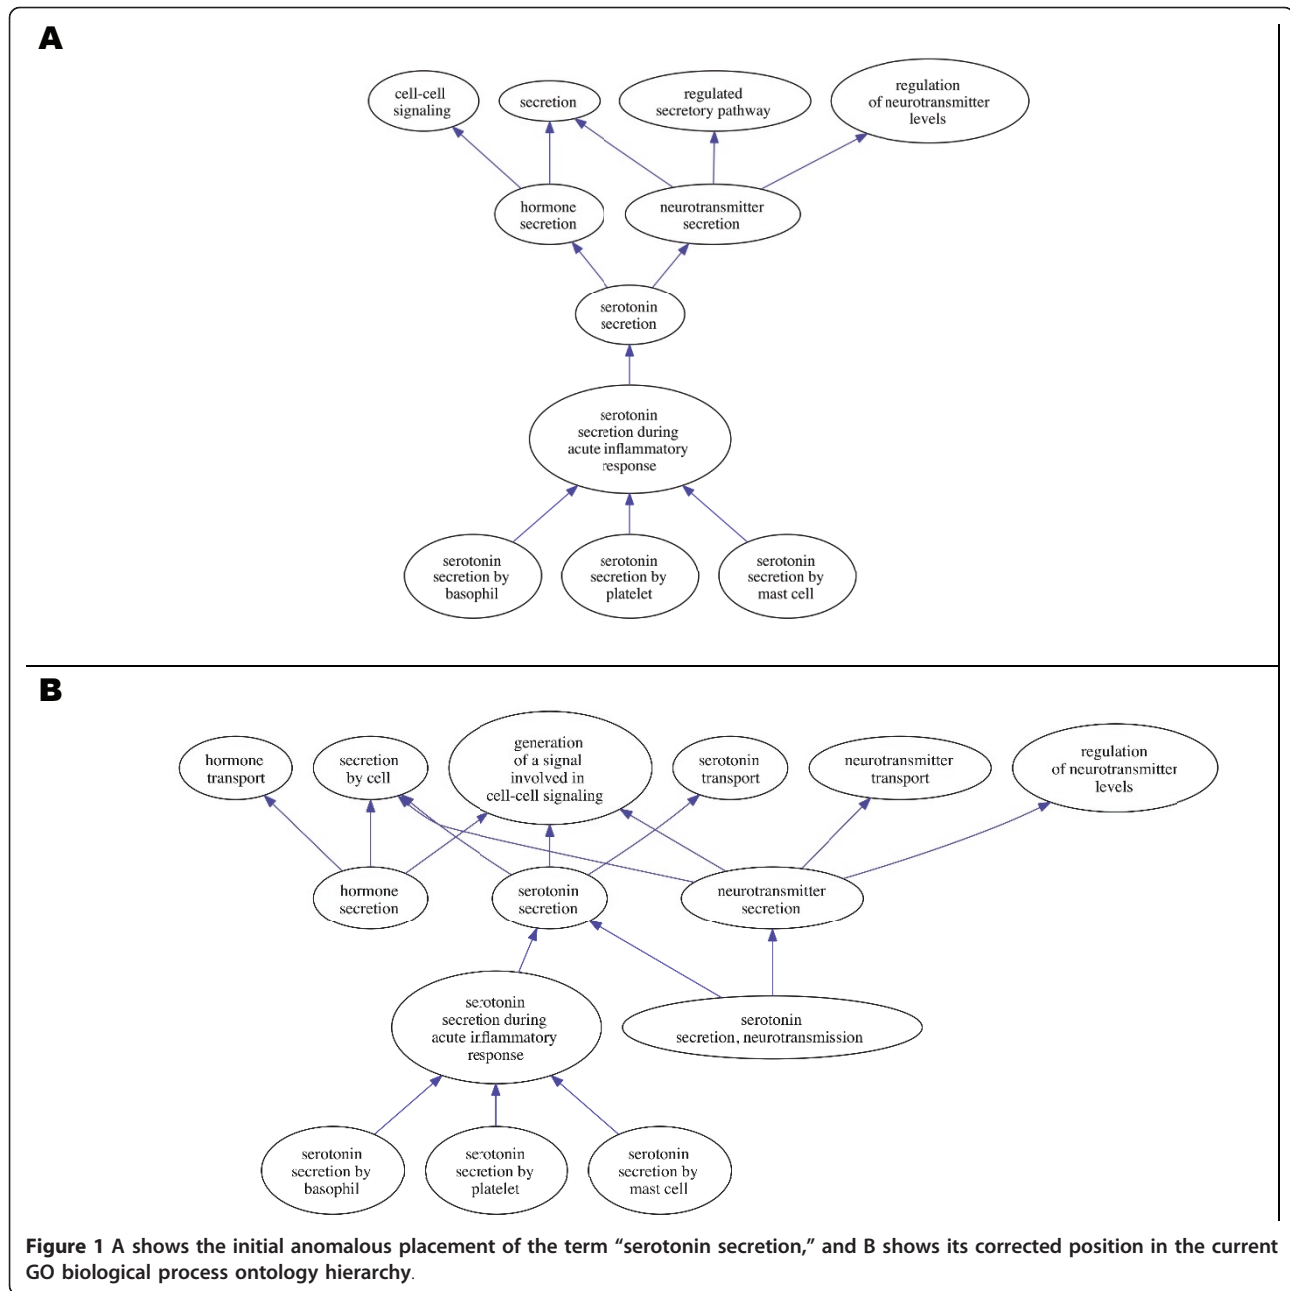 A
cell-cell
signaling
secretion
regulated
secretory pathway
regulation
of neurotransmitter
levels
hormone
secretion
neurotransmitter
secretion
serotonin
secretion
serotonin
secretion during
acute inflammatory
response
serotonin
secretion by
basophil
serotonin
secretion by
platelet
serotonin
secretion by
mast cell
B
hormone
transport
secretion
by cell
generation
of a signal
involved in
cell-cell signaling
serotonin
transport
neurotransmitter
transport
regulation
of neurotransmitter
levels
hormone
secretion
serotonin
secretion
neurotransmitter
secretion
serotonin
secretion during
acute inflammatory
response
serotonin
secretion, neurotransmission
serotonin
secretion by
basophil
serotonin
secretion by
platelet
serotonin
secretion by
mast cell
Figure 1 A shows the initial anomalous placement of the term “serotonin secretion,” and B shows its corrected position in the current
GO biological process ontology hierarchy.